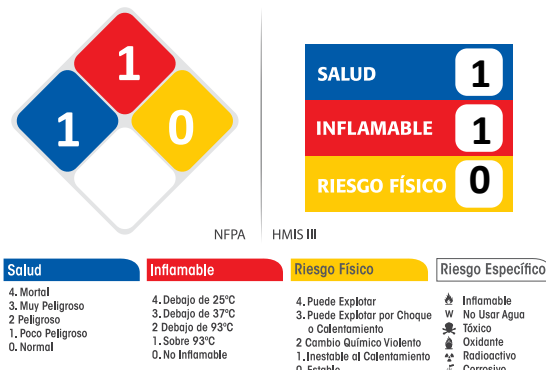 1
1
0
SALUD 1
INFLAMABLE 1
RIESGO FÍSICO 0
NFPA HMIS III
Salud
4. Mortal
3. Muy Peligroso
2 Peligroso
1. Poco Peligroso
0. Normal
Inflamable
4. Debajo de 25ºC
3. Debajo de 37ºC
2 Debajo de 93ºC
1. Sobre 93ºC
0. No Inflamable
Riesgo Físico
4. Puede Explotar
3. Puede Explotar por Choque
o Calentamiento
2 Cambio Químico Violento
1. Inestable al Calentamiento
0. Estable
Riesgo Específico
Inflamable
W No Usar Agua
Tóxico
Oxidante
Radioactivo
Corrosivo